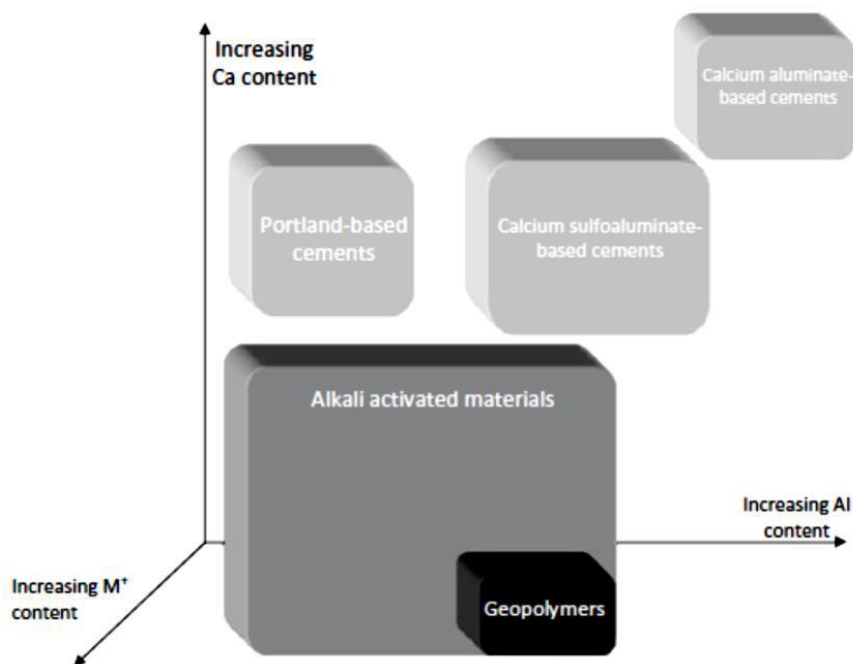 Increasing
Ca content
Calcium aluminate-
based cements
Portland-based
cements
Calcium sulfoaluminate-
based cements
Alkali activated materials
Increasing Al
content
Increasing M⁺
content
Geopolymers